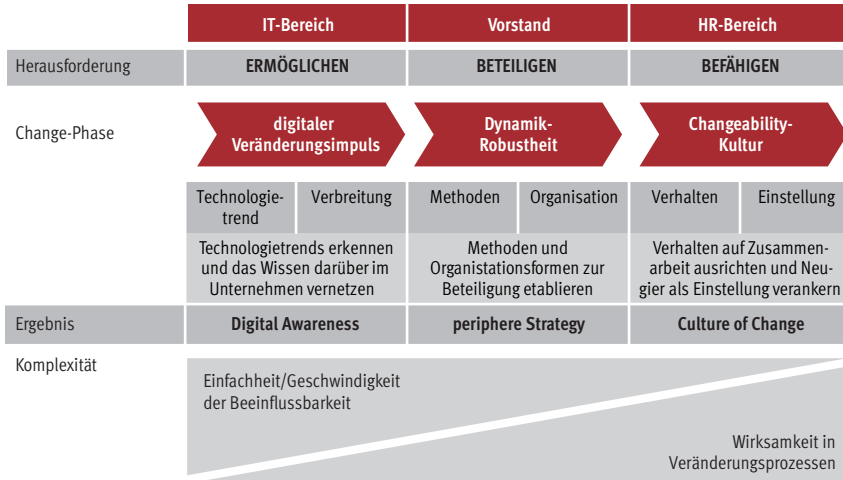 IT-Bereich Vorstand HR-Bereich
Herausforderung ERMÖGLICHEN BETEILIGEN BEFÄHIGEN
Change-Phase
digitaler
Veränderungsimpuls
Dynamik-
Robustheit
Changeability-
Kultur
Technologie-
trend
Verbreitung
Methoden
Organisation
Verhalten
Einstellung
Technologietrends erkennen
und das Wissen darüber im
Unternehmen vernetzen
Methoden und
Organistationsformen zur
Beteiligung etablieren
Verhalten auf Zusammen-
arbeit ausrichten und Neu-
gier als Einstellung verankern
Ergebnis Digital Awareness periphere Strategy Culture of Change
Komplexität
Einfachheit/Geschwindigkeit
der Beeinflussbarkeit
Wirksamkeit in
Veränderungsprozessen